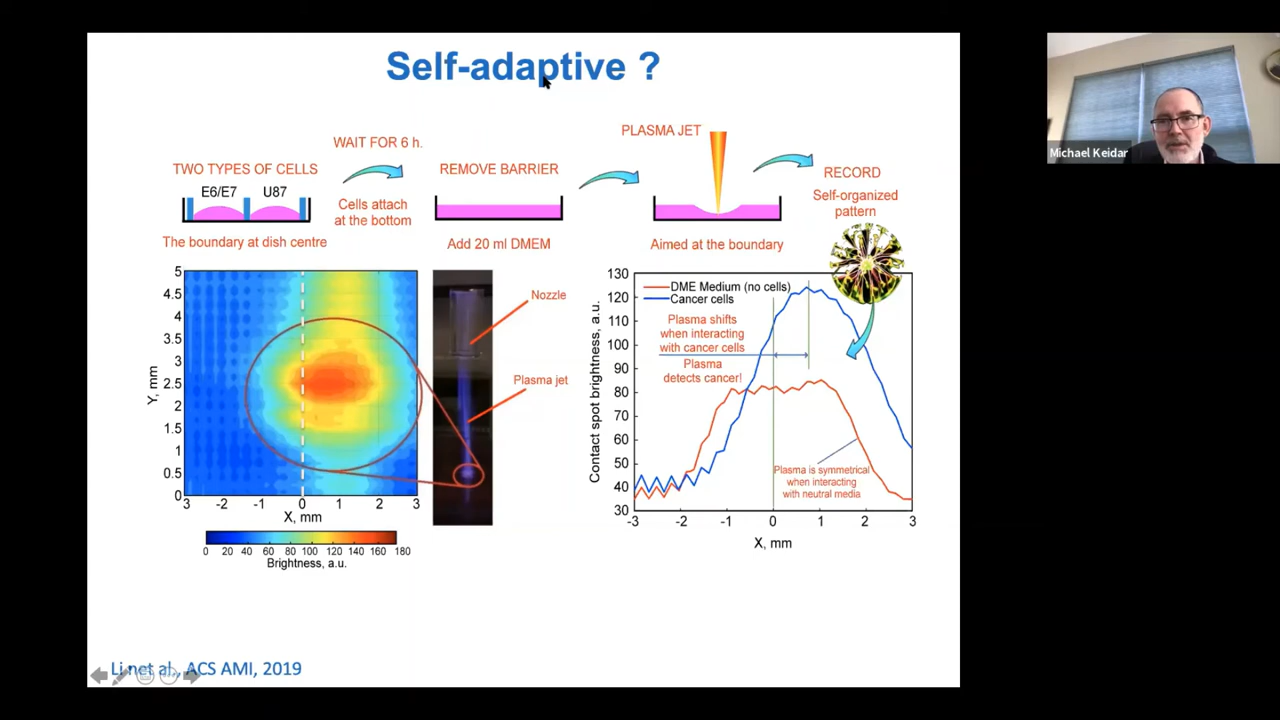 Self-adaptive ?
WAIT FOR 6 h.
PLASMA JET
TWO TYPES OF CELLS
REMOVE BARRIER
RECORD
E6/E7
U87
Cells attach
at the bottom
Self-organized
pattern
The boundary at dish centre
Add 20 ml DMEM
Aimed at the boundary
5
4.5
4
3.5
3
2.5
2
1.5
1
0.5
0
Y, mm
3 -2 -1 0 1 2 3
X, mm
0 20 40 60 80 100 120 140 160 180
Brightness, a.u.
Nozzle
Plasma jet
130
120
110
100
90
80
70
60
50
40
30
Contact spot brightness, a.u.
DME Medium (no cells)
Cancer cells
Plasma shifts
when interacting
with cancer cells
Plasma
detects cancer!
Plasma is symmetrical
when interacting
with neutral media
-3 -2 -1 0 1 2 3
X, mm
et al., ACS AMI, 2019
Michael Keidar